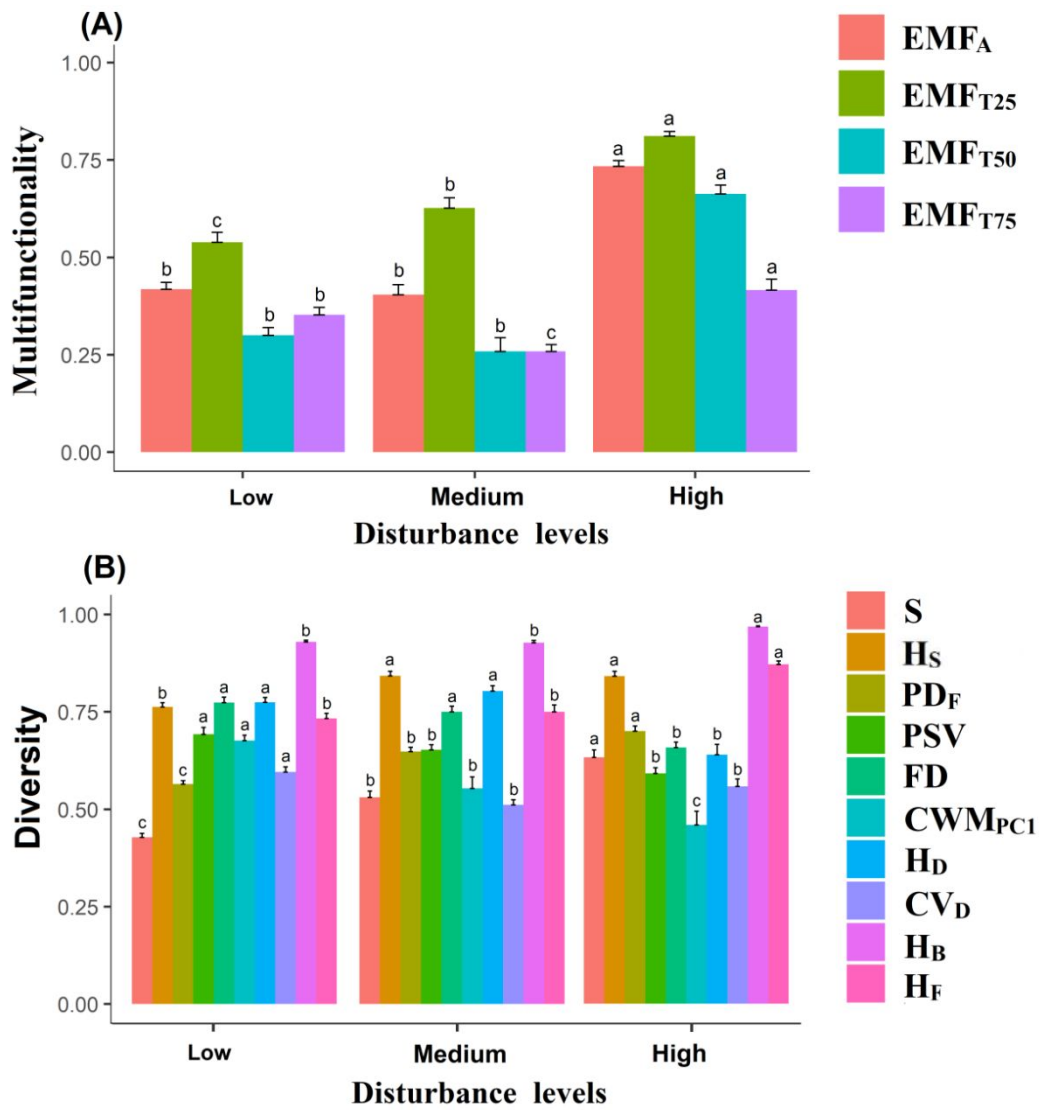 (A)
1.00
0.75
0.50
0.25
0.00
Multifunctionality
b c b b
b b b c
a a a a
Low Medium High
Disturbance levels
EMFA
EMFT25
EMFT50
EMFT75
(B)
1.00
0.75
0.50
0.25
0.00
Diversity
c b c a a a a a b b
b a b b a b a b b b
a a a b b c b b a a
Low Medium High
Disturbance levels
S
HS
PDF
PSV
FD
CWMPC1
HD
CVD
HB
HF